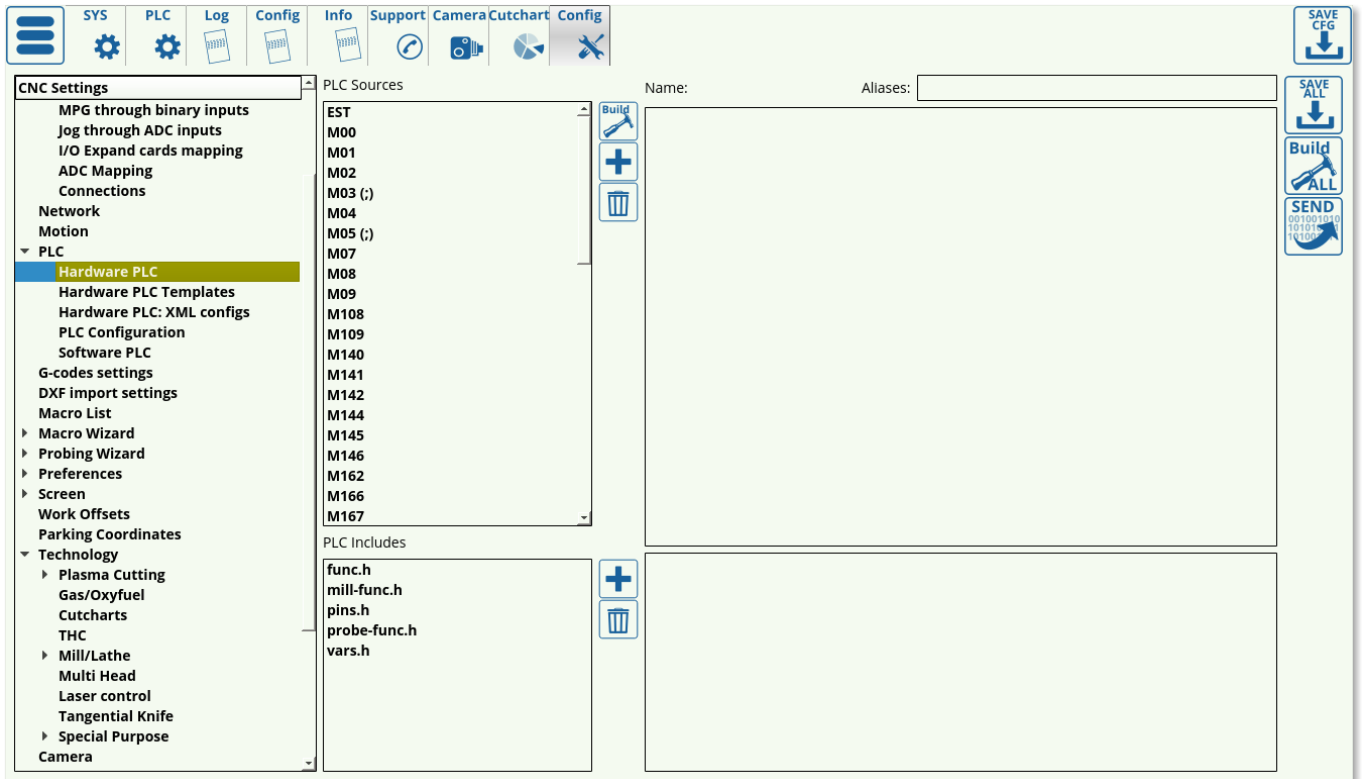 SYS PLC Log Config Info Support Camera Cutchart Config
SAVE
CFG
CNC Settings
MPG through binary inputs
Jog through ADC inputs
I/O Expand cards mapping
ADC Mapping
Connections
Network
Motion
PLC
Hardware PLC
Hardware PLC Templates
Hardware PLC: XML configs
PLC Configuration
Software PLC
G-codes settings
DXF import settings
Macro List
Macro Wizard
Probing Wizard
Preferences
Screen
Work Offsets
Parking Coordinates
Technology
Plasma Cutting
Gas/Oxyfuel
Cutcharts
THC
Mill/Lathe
Multi Head
Laser control
Tangential Knife
Special Purpose
Camera
PLC Sources
EST
M00
M01
M02
M03 (;)
M04
M05 (;)
M07
M08
M09
M108
M109
M140
M141
M142
M144
M145
M146
M162
M166
M167
Build
PLC Includes
func.h
mill-func.h
pins.h
probe-func.h
vars.h
Name: Aliases:
SAVE
ALL
Build
ALL
SEND
001001010